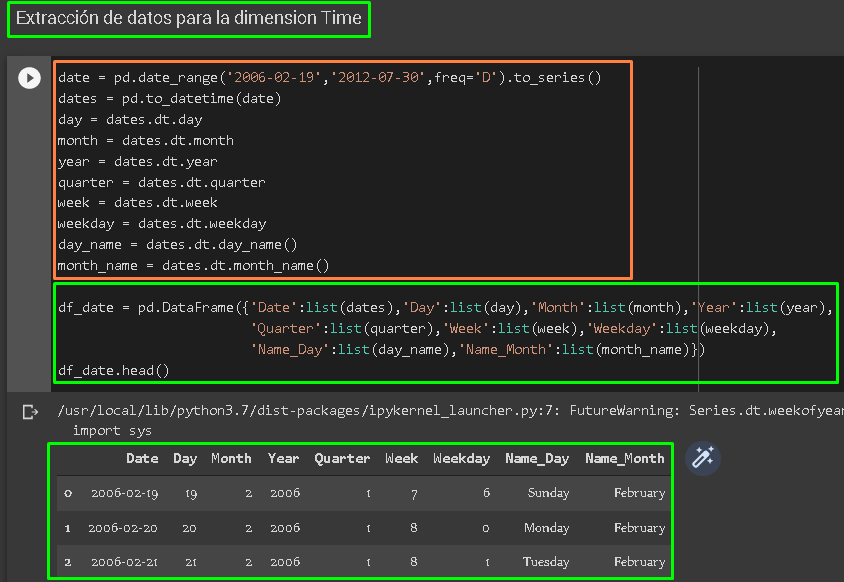 Extracción de datos para la dimension Time
date = pd.date_range('2006-02-19','2012-07-30',freq='D').to_series()
dates = pd.to_datetime(date)
day = dates.dt.day
month = dates.dt.month
year = dates.dt.year
quarter = dates.dt.quarter
week = dates.dt.week
weekday = dates.dt.weekday
day_name = dates.dt.day_name()
month_name = dates.dt.month_name()
df_date = pd.DataFrame({'Date':list(dates),'Day':list(day),'Month':list(month),'Year':list(year),
'Quarter':list(quarter),'Week':list(week),'Weekday':list(weekday),
'Name_Day':list(day_name),'Name_Month':list(month_name)})
df_date.head()
/usr/local/lib/python3.7/dist-packages/ipykernel_launcher.py:7: FutureWarning: Series.dt.weekofyear
import sys
Date Day Month Year Quarter Week Weekday Name_Day Name_Month
0 2006-02-19 19 2 2006 1 7 6 Sunday February
1 2006-02-20 20 2 2006 1 8 0 Monday February
2 2006-02-21 21 2 2006 1 8 1 Tuesday February